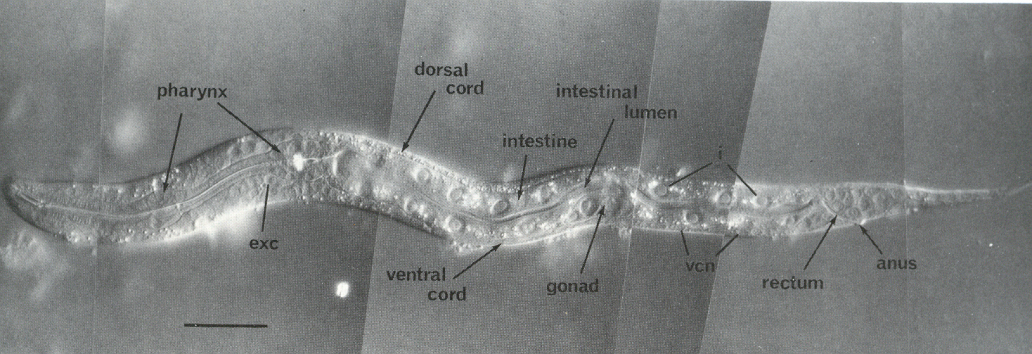 dorsal
cord
pharynx
intestinal
lumen
intestine
i
exc
ventral
cord
gonad
vcn
rectum
anus